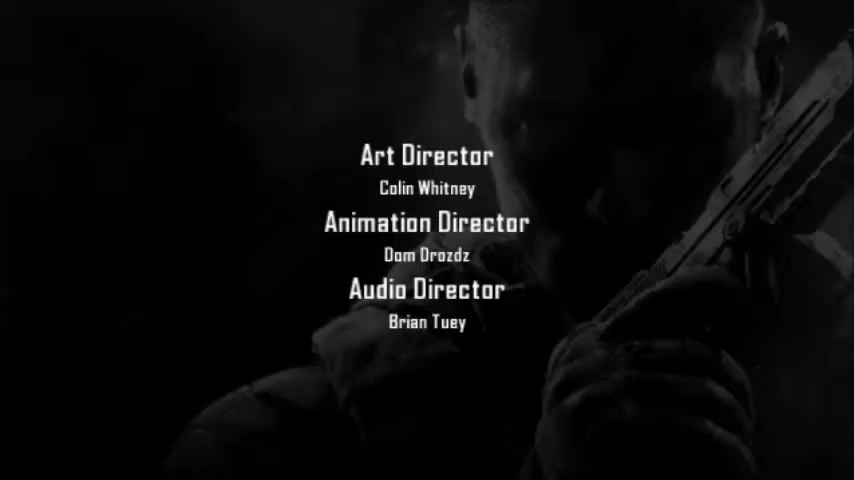 Art Director
Colin Whitney
Animation Director
Dom Drozdz
Audio Director
Brian Tuey